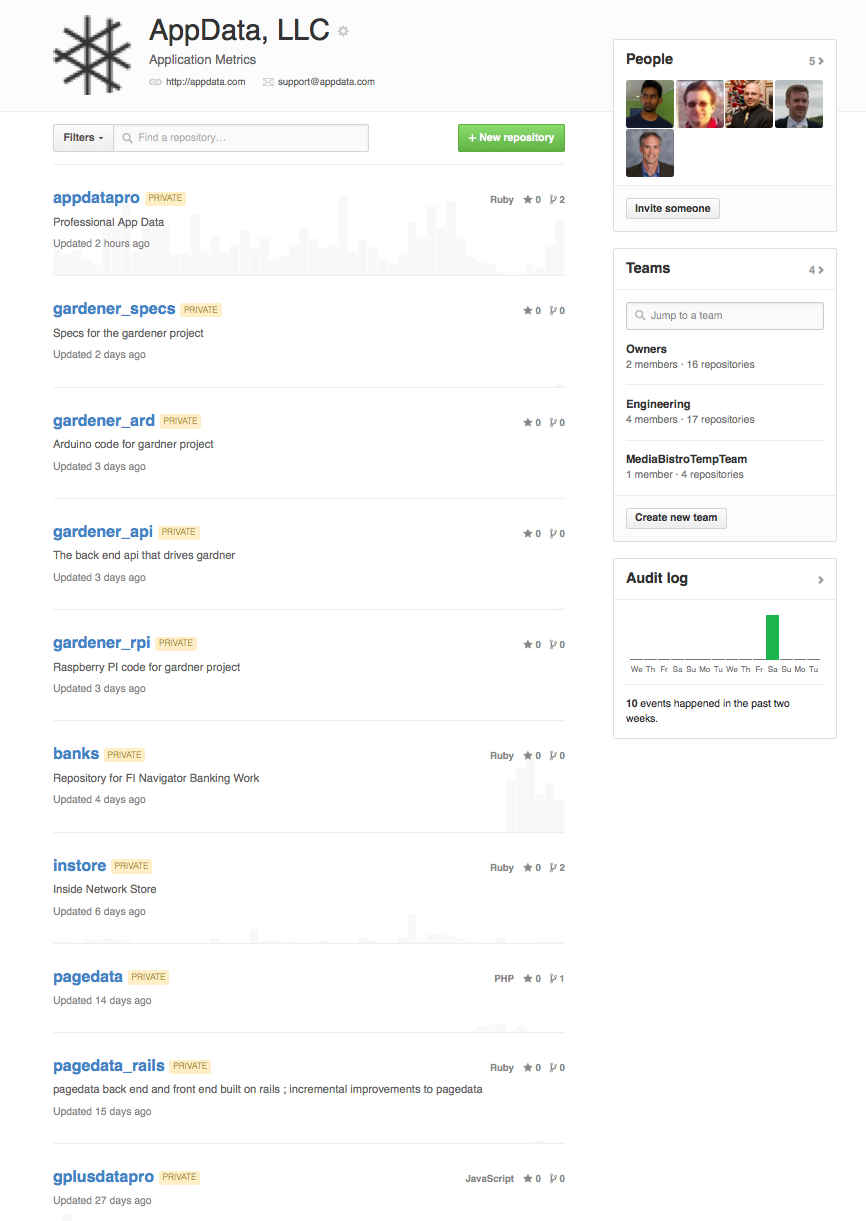 AppData, LLC
Application Metrics
http://appdata.com support@appdata.com
Filters Find a repository...
+ New repository
appdatapro PRIVATE Ruby 0 2
Professional App Data
Updated 2 hours ago
gardener_specs PRIVATE 0 0
Specs for the gardener project
Updated 2 days ago
gardener_ard PRIVATE 0 0
Arduino code for gardner project
Updated 3 days ago
gardener_api PRIVATE 0 0
The back end api that drives gardner
Updated 3 days ago
gardener_rpi PRIVATE 0 0
Raspberry PI code for gardner project
Updated 3 days ago
banks PRIVATE Ruby 0 0
Repository for FI Navigator Banking Work
Updated 4 days ago
instore PRIVATE Ruby 0 2
Inside Network Store
Updated 6 days ago
pagedata PRIVATE PHP 0 1
Updated 14 days ago
pagedata_rails PRIVATE Ruby 0 0
pagedata back end and front end built on rails ; incremental improvements to pagedata
Updated 15 days ago
gplusdatapro PRIVATE JavaScript 0 0
Updated 27 days ago
People 5
Invite someone
Teams 4
Jump to a team
Owners
2 members · 16 repositories
Engineering
4 members · 17 repositories
MediaBistroTempTeam
1 member · 4 repositories
Create new team
Audit log
We Th Fr Sa Su Mo Tu We Th Fr Sa Su Mo Tu
10 events happened in the past two
weeks.